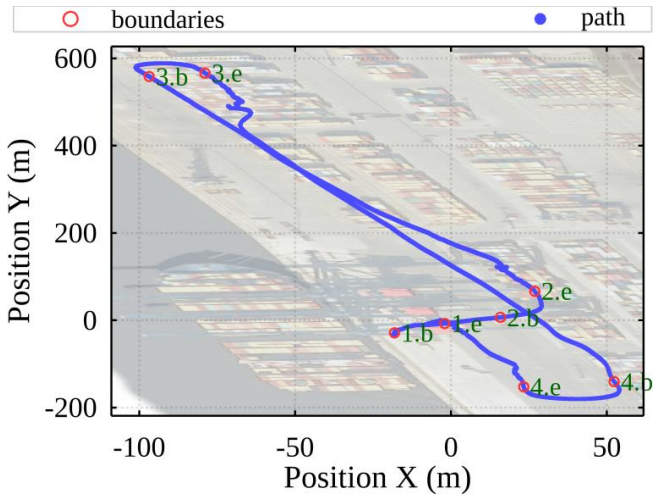 boundaries path
600
400
200
0
-200
-100 -50 0 50
Position Y (m)
Position X (m)
3.b 3.e
2.e
1.b 1.e 2.b
4.e 4.b